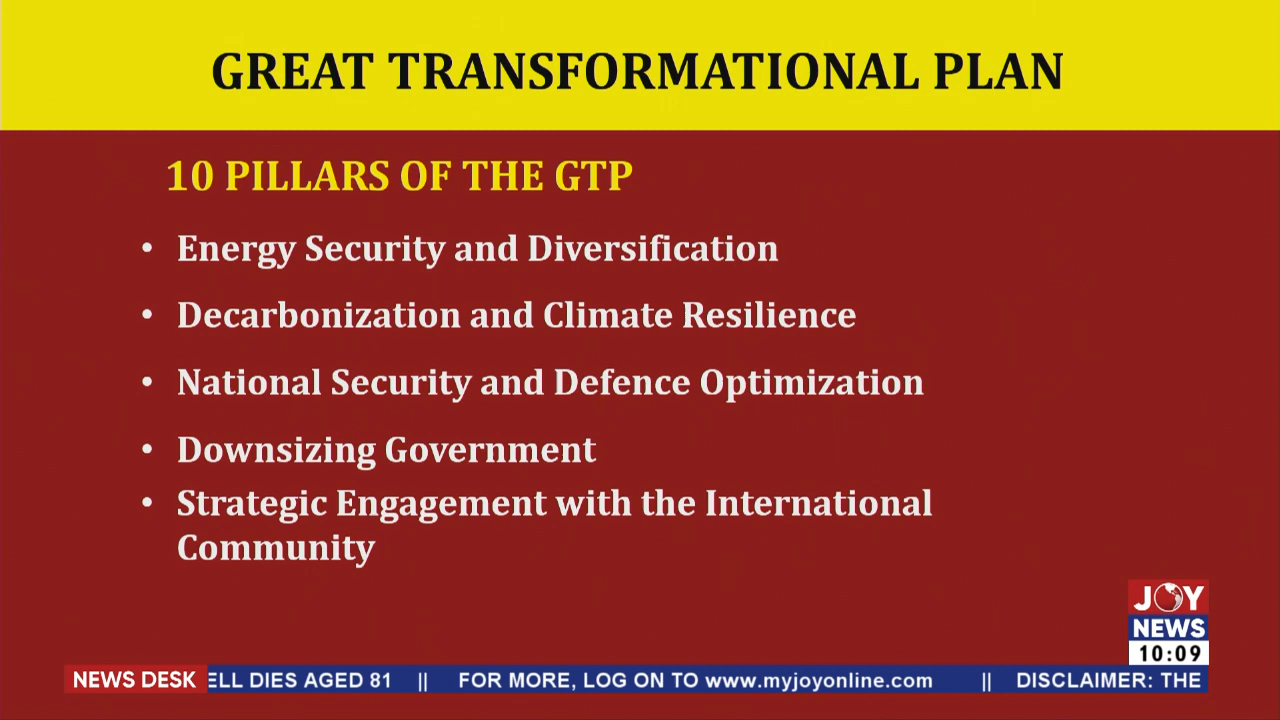 GREAT TRANSFORMATIONAL PLAN
10 PILLARS OF THE GTP
• Energy Security and Diversification
• Decarbonization and Climate Resilience
• National Security and Defence Optimization
• Downsizing Government
• Strategic Engagement with the International
Community
JOY
NEWS
10:09
NEWS DESK ELL DIES AGED 81 || FOR MORE, LOG ON TO www.myjoyonline.com || DISCLAIMER: THE